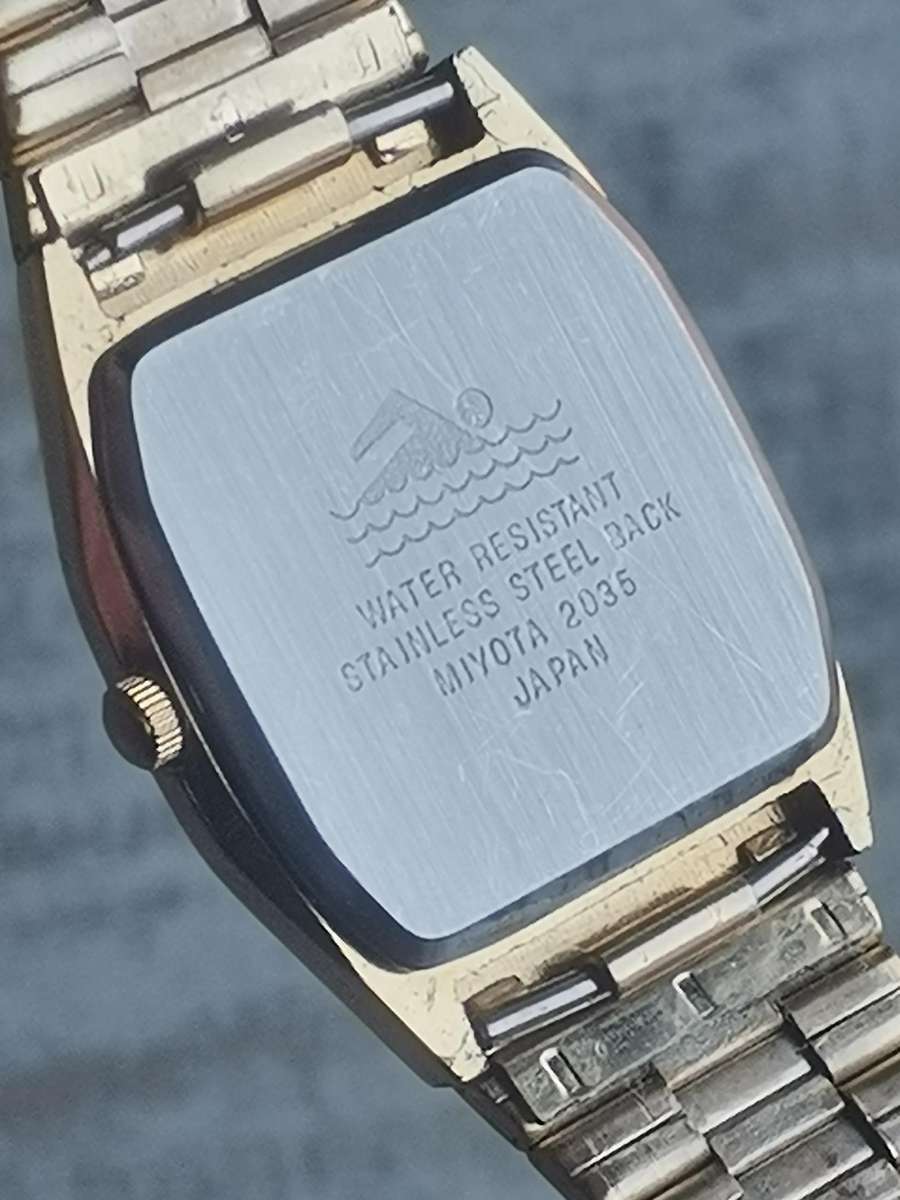 WATER RESISTANT
STAINLESS STEEL BACK
MIYOTA 2035
JAPAN